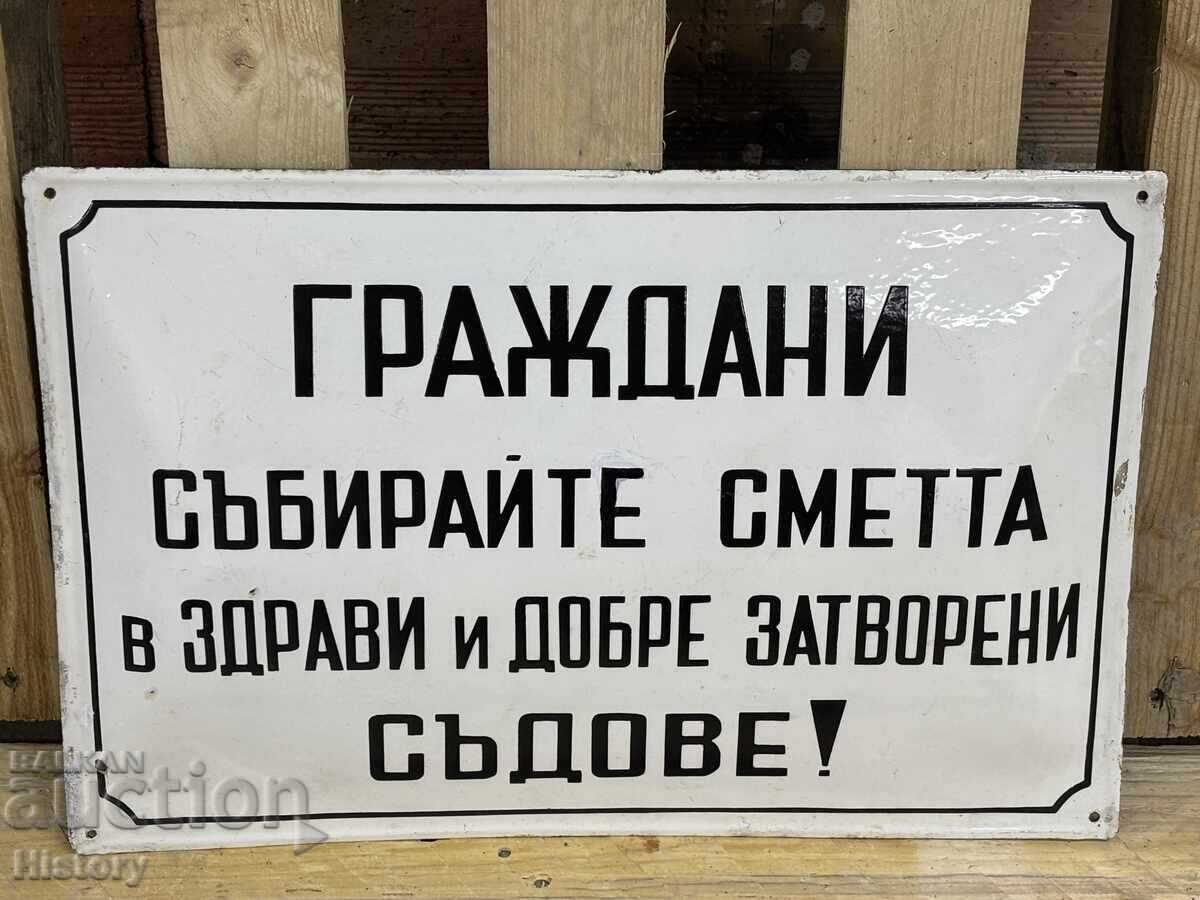 ГРАЖДАНИ
СЪБИРАЙТЕ СМЕТТА
в ЗДРАВИ и ДОБРЕ ЗАТВОРЕНИ
СЪДОВЕ!
BALKAN
auction
History